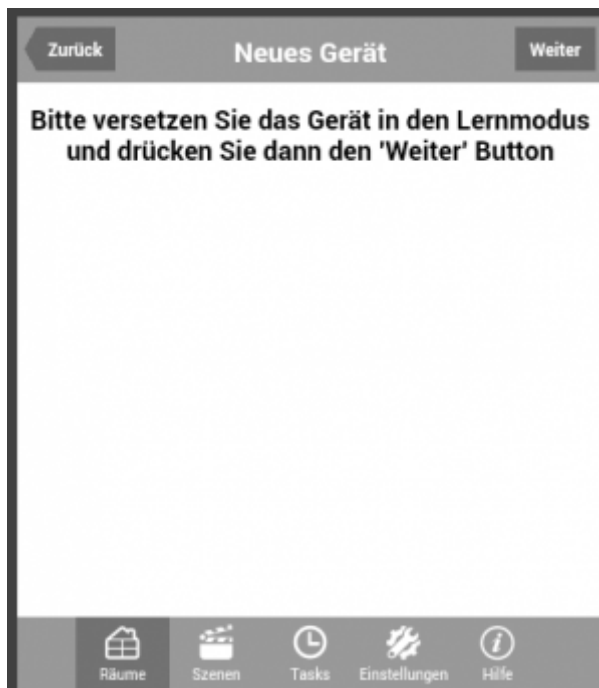 Zurück Neues Gerät Weiter
Bitte versetzen Sie das Gerät in den Lernmodus
und drücken Sie dann den 'Weiter' Button
Räume Szenen Tasks Einstellungen Hilfe